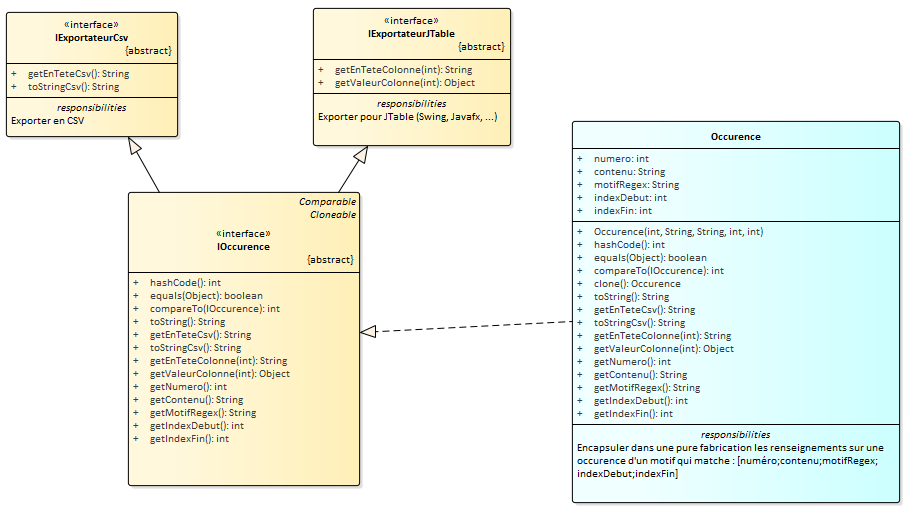 «interface»
IExportateurCsv
{abstract}
+ getEnTeteCsv(): String
+ toStringCsv(): String
responsibilities
Exporter en CSV
«interface»
IExportateurJTable
{abstract}
+ getEnTeteColonne(int): String
+ getValeurColonne(int): Object
responsibilities
Exporter pour JTable (Swing, Javafx, ...)
Comparable
Cloneable
«interface»
IOccurence
{abstract}
+ hashCode(): int
+ equals(Object): boolean
+ compareTo(IOccurence): int
+ toString(): String
+ getEnTeteCsv(): String
+ toStringCsv(): String
+ getEnTeteColonne(int): String
+ getValeurColonne(int): Object
+ getNumero(): int
+ getContenu(): String
+ getMotifRegex(): String
+ getIndexDebut(): int
+ getIndexFin(): int
Occurence
+ numero: int
+ contenu: String
+ motifRegex: String
+ indexDebut: int
+ indexFin: int
+ Occurence(int, String, String, int, int)
+ hashCode(): int
+ equals(Object): boolean
+ compareTo(IOccurence): int
+ clone(): Occurence
+ toString(): String
+ getEnTeteCsv(): String
+ toStringCsv(): String
+ getEnTeteColonne(int): String
+ getValeurColonne(int): Object
+ getNumero(): int
+ getContenu(): String
+ getMotifRegex(): String
+ getIndexDebut(): int
+ getIndexFin(): int
responsibilities
Encapsuler dans une pure fabrication les renseignements sur une
occurence d'un motif qui matche : [numéro;contenu;motifRegex;
indexDebut;indexFin]